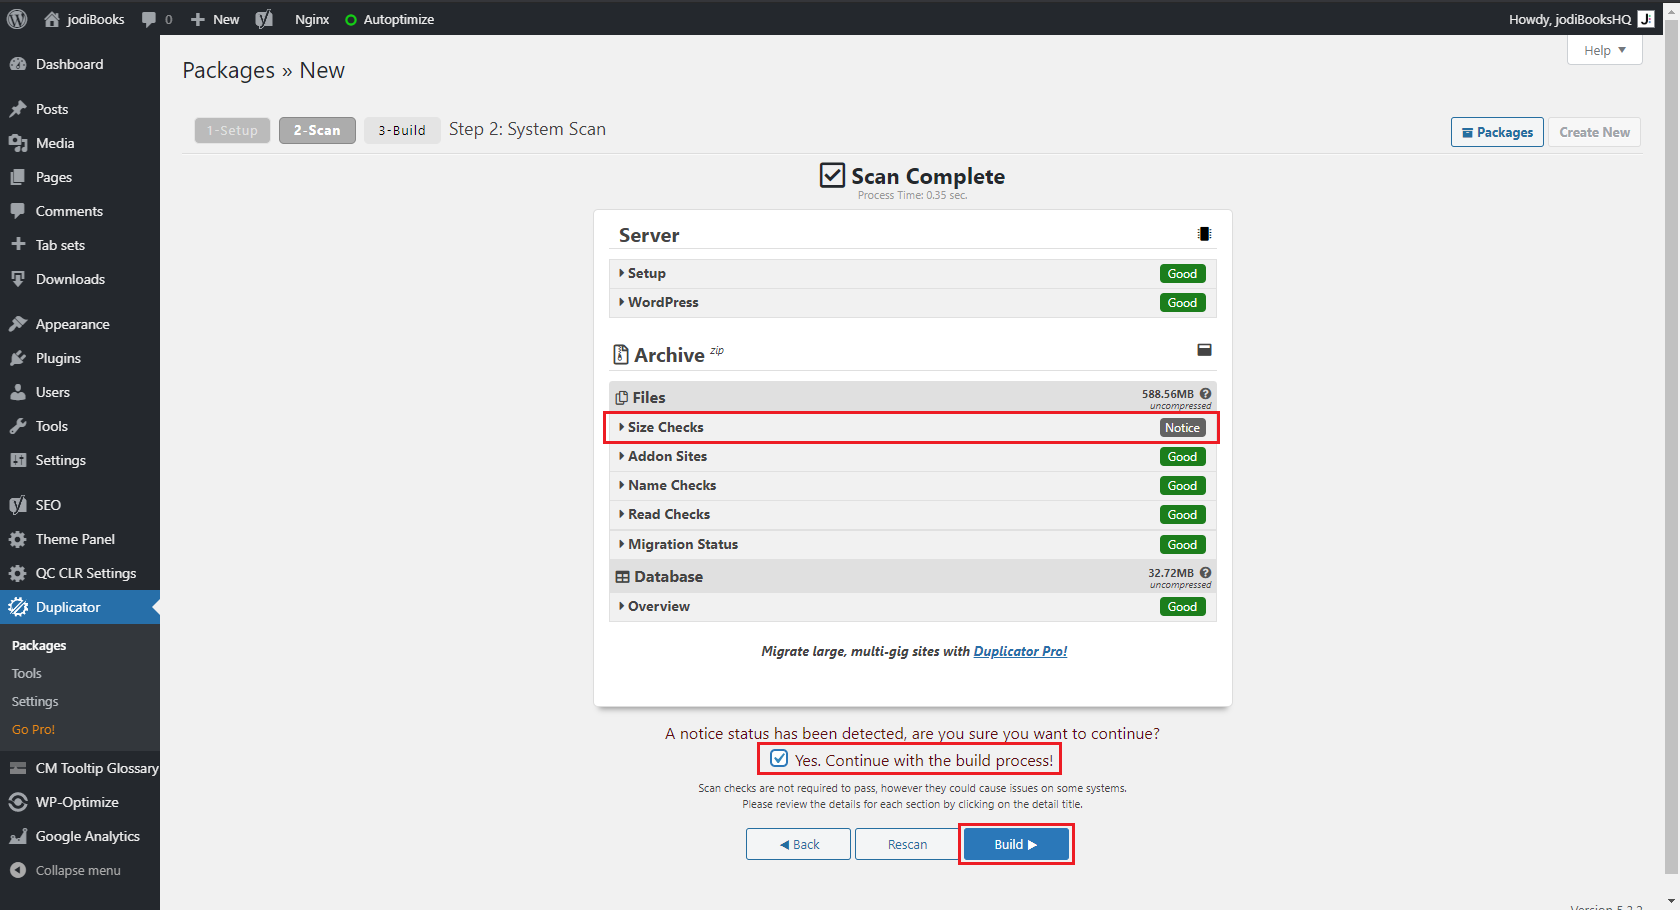 jodiBooks 0 New Nginx Autoptimize Howdy, jodiBooksHQ
Help
Dashboard
Posts
Media
Pages
Comments
Tab sets
Downloads
Appearance
Plugins
Users
Tools
Settings
SEO
Theme Panel
QC CLR Settings
Duplicator
Packages
Tools
Settings
Go Pro!
CM Tooltip Glossary
WP-Optimize
Google Analytics
Collapse menu
Packages » New
1-Setup 2-Scan 3-Build Step 2: System Scan
Packages Create New
Scan Complete
Process Time: 0.35 sec.
Server
Setup Good
WordPress Good
Archive zip
Files 588.56MB
uncompressed
Size Checks Notice
Addon Sites Good
Name Checks Good
Read Checks Good
Migration Status Good
Database 32.72MB
uncompressed
Overview Good
Migrate large, multi-gig sites with Duplicator Pro!
A notice status has been detected, are you sure you want to continue?
Yes. Continue with the build process!
Scan checks are not required to pass, however they could cause issues on some systems.
Please review the details for each section by clicking on the detail title.
Back Rescan Build